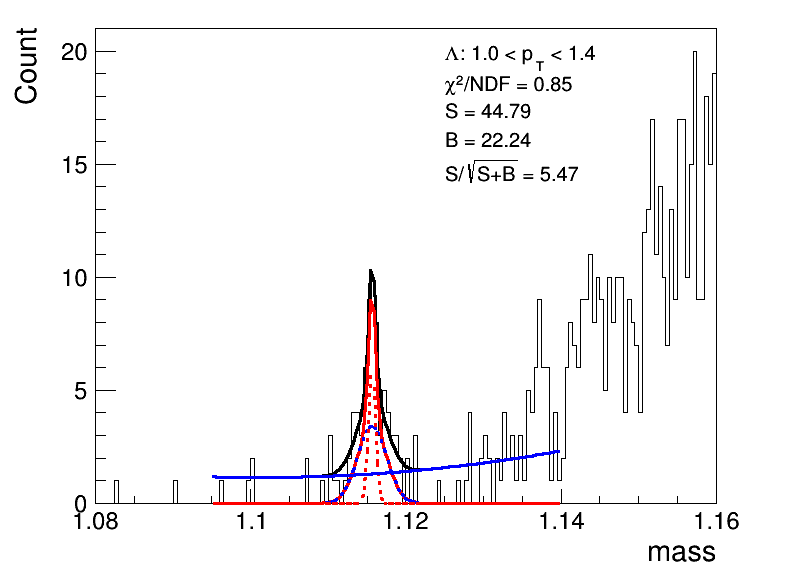 Λ: 1.0 < pT < 1.4
χ²/NDF = 0.85
S = 44.79
B = 22.24
S/√S+B = 5.47
Count
20
15
10
5
0
1.08
1.1
1.12
1.14
1.16
mass